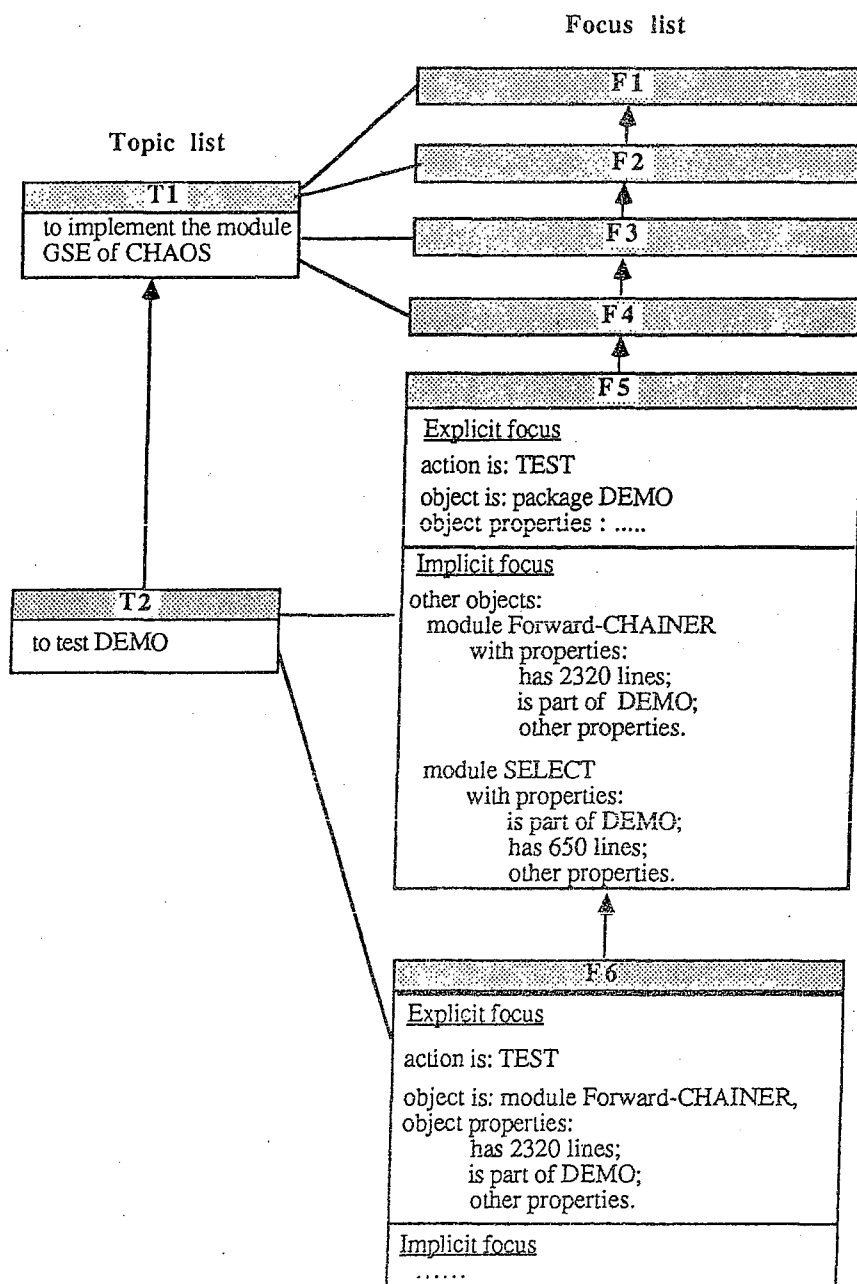 Focus list
F1
Topic list
F2
T1
to implement the module
GSE of CHAOS
F3
F4
F5
Explicit focus
action is: TEST
object is: package DEMO
object properties : .....
Implicit focus
other objects:
module Forward-CHAINER
with properties:
has 2320 lines;
is part of DEMO;
other properties.
module SELECT
with properties:
is part of DEMO;
has 650 lines;
other properties.
T2
to test DEMO
F6
Explicit focus
action is: TEST
object is: module Forward-CHAINER,
object properties:
has 2320 lines;
is part of DEMO;
other properties.
Implicit focus
......